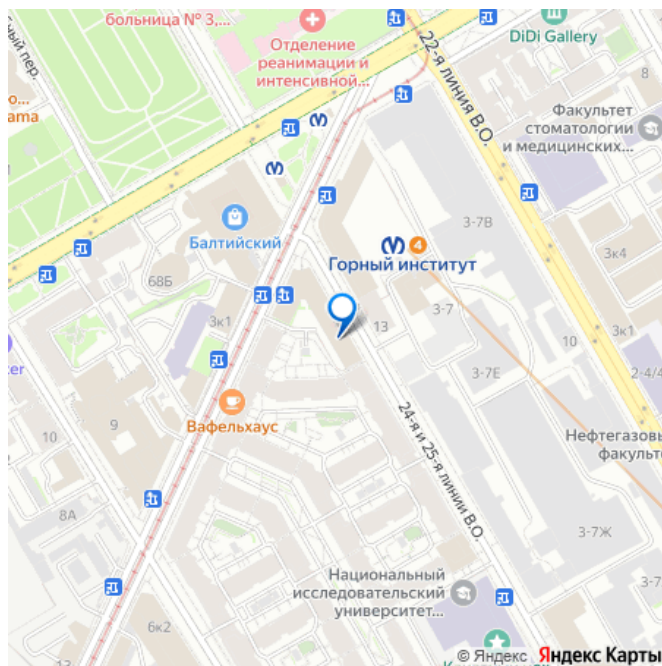 больница № 3,...
Отделение
реанимации и
интенсивной...
ный пер.
22-я линия В.О.
DiDi Gallery
8
о...
ama
Факультет
стоматологии
и медицинских...
Балтийский
3-7В
3к4
68Б
Горный институт
4
3к1
13
3-7
10
3к1
cer
3-7Е
2-4/4
Вафельхаус
9
10
24-я и 25-я линии В.О.
Нефтегазовы
факульте
8А
3-7Ж
Национальный
исследовательский
университет...
3-7
6к2
13
© Яндекс Яндекс Карты